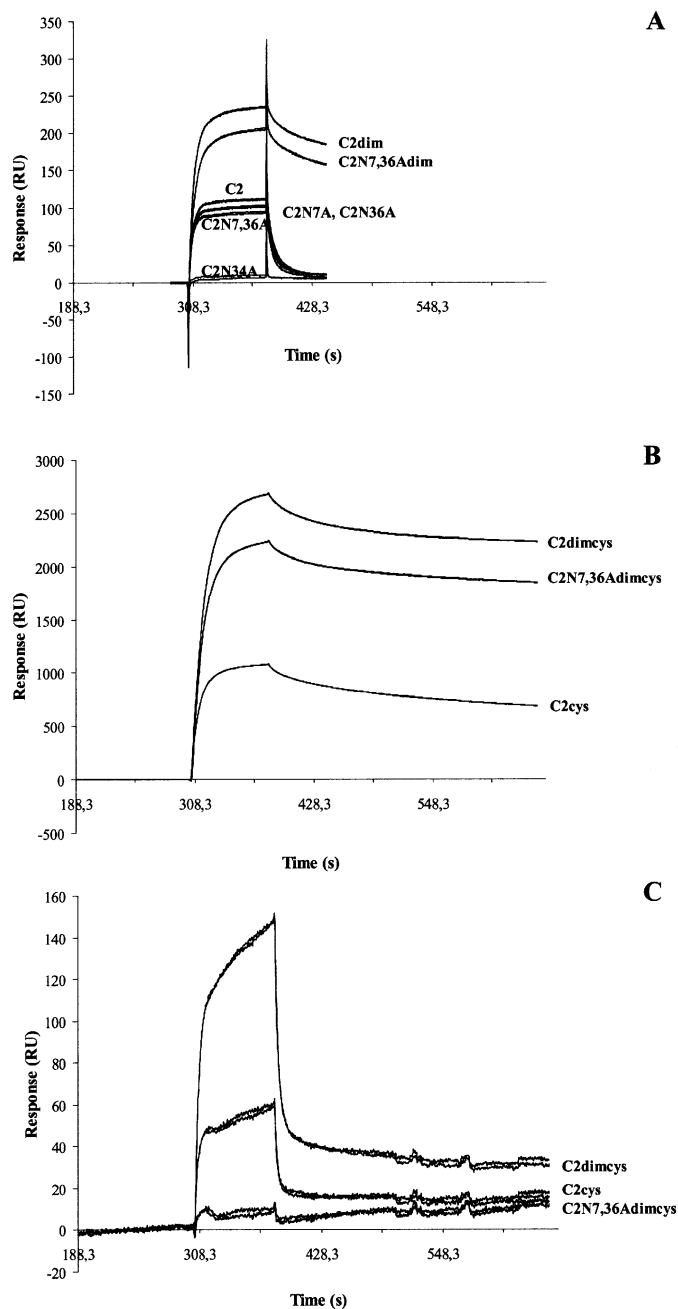 A
350
300
250
200
150
100
50
0
-50
-100
-150
Response (RU)
C2dim
C2N7,36Adim
C2
C2N7A, C2N36A
C2N7,36A
C2N34A
188,3
308,3
428,3
548,3
Time (s)
B
3000
2500
2000
1500
1000
500
0
-500
Response (RU)
C2dimcys
C2N7,36Adimcys
C2cys
188,3
308,3
428,3
548,3
Time (s)
C
160
140
120
100
80
60
40
20
0
-20
Response (RU)
C2dimcys
C2cys
C2N7,36Adimcys
188,3
308,3
428,3
548,3
Time (s)